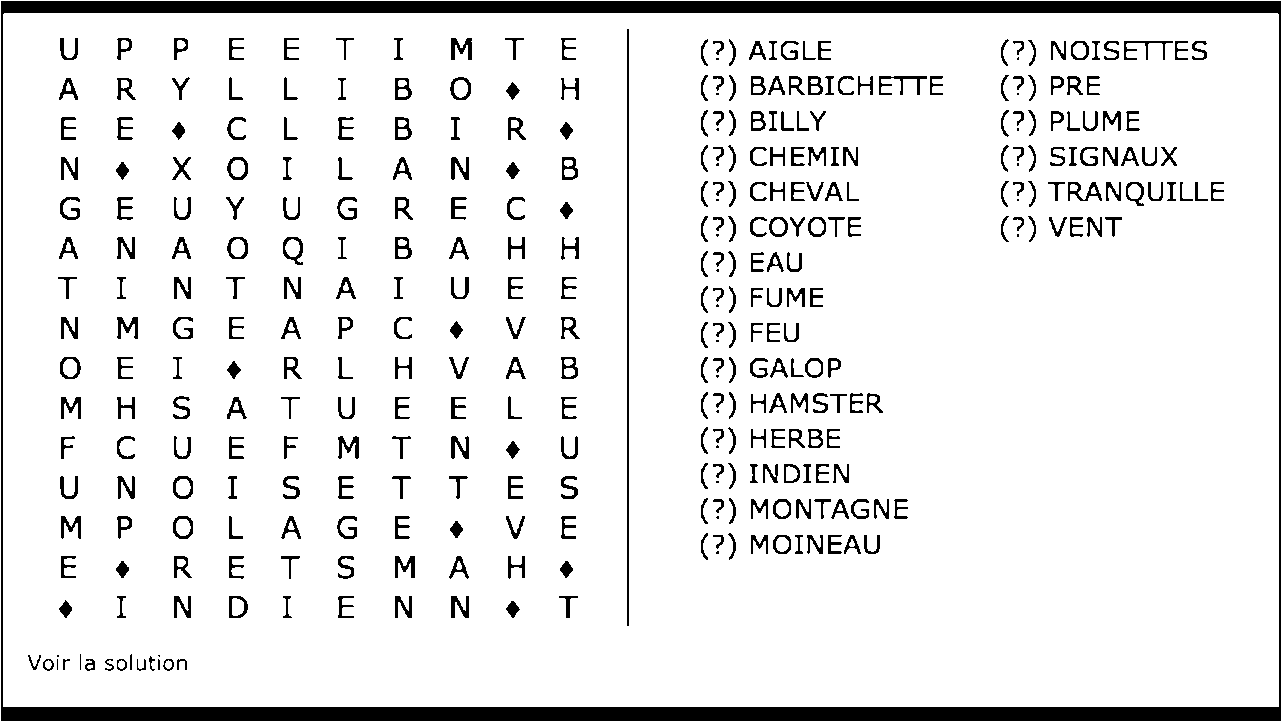 U P P E E T I M T E
A R Y L L I B O ♦ H
E E ♦ C L E B I R ♦
N ♦ X O I L A N ♦ B
G E U Y U G R E C ♦
A N A O Q I B A H H
T I N T N A I U E E
N M G E A P C ♦ V R
O E I ♦ R L H V A B
M H S A T U E E L E
F C U E F M T N ♦ U
U N O I S E T T E S
M P O L A G E ♦ V E
E ♦ R E T S M A H ♦
♦ I N D I E N N ♦ T
Voir la solution
(?) AIGLE
(?) BARBICHETTE
(?) BILLY
(?) CHEMIN
(?) CHEVAL
(?) COYOTE
(?) EAU
(?) FUME
(?) FEU
(?) GALOP
(?) HAMSTER
(?) HERBE
(?) INDIEN
(?) MONTAGNE
(?) MOINEAU
(?) NOISETTES
(?) PRE
(?) PLUME
(?) SIGNAUX
(?) TRANQUILLE
(?) VENT